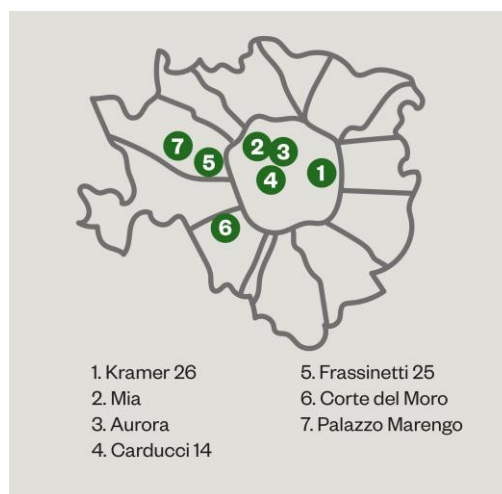 7
5
2
3
4
1
6
1. Kramer 26
2. Mia
3. Aurora
4. Carducci 14
5. Frassinetti 25
6. Corte del Moro
7. Palazzo Marengo